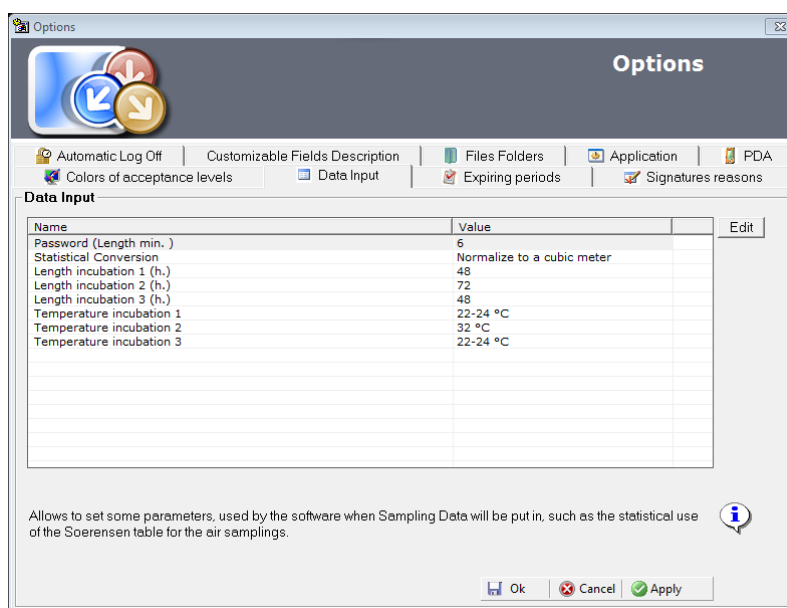 Options
Options
Automatic Log Off Customizable Fields Description Files Folders Application PDA
Colors of acceptance levels Data Input Expiring periods Signatures reasons
Data Input
Name Value Edit
Password (Length min. ) 6
Statistical Conversion Normalize to a cubic meter
Length incubation 1 (h.) 48
Length incubation 2 (h.) 72
Length incubation 3 (h.) 48
Temperature incubation 1 22-24 °C
Temperature incubation 2 32 °C
Temperature incubation 3 22-24 °C
Allows to set some parameters, used by the software when Sampling Data will be put in, such as the statistical use
of the Soerensen table for the air samplings.
Ok Cancel Apply